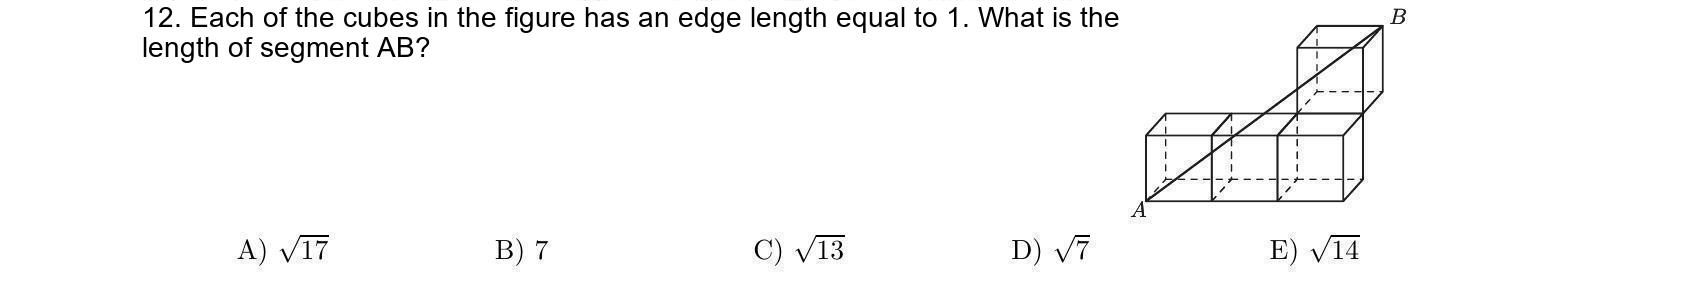 12. Each of the cubes in the figure has an edge length equal to 1. What is the
length of segment AB?
B
A
A) √17 B) 7 C) √13 D) √7 E) √14